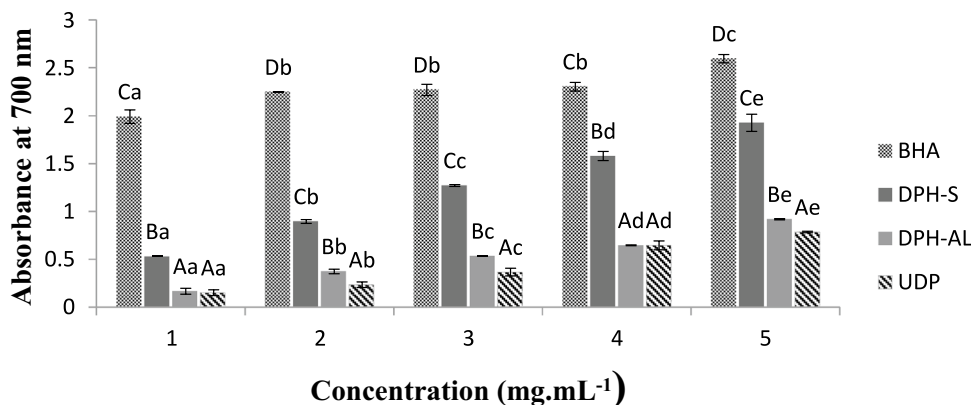 3
2.5
2
1.5
1
0.5
0
Absorbance at 700 nm
Ca
Ba
Aa
Aa
Db
Cb
Bb
Ab
Db
Cc
Bc
Ac
Cb
Bd
Ad
Ad
Dc
Ce
Be
Ae
1 2 3 4 5
Concentration (mg.mL⁻¹)
BHA
DPH-S
DPH-AL
UDP